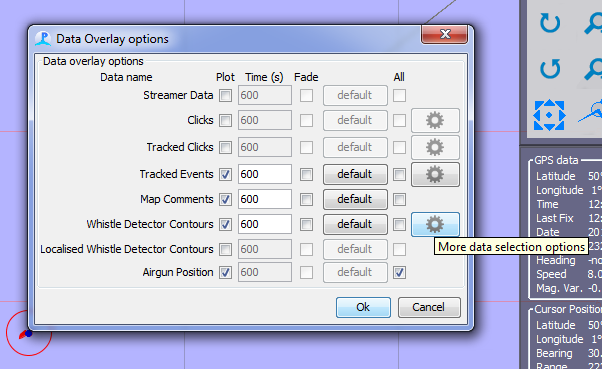 Data Overlay options
Data overlay options
Data name Plot Time (s) Fade All
Streamer Data 600 default
Clicks 600 default
Tracked Clicks 600 default
Tracked Events 600 default
Map Comments 600 default
Whistle Detector Contours 600 default
More data selection options
Localised Whistle Detector Contours 600 default
Airgun Position 600 default
Ok Cancel
GPS data
Latitude 50°
Longitude 1°
Time 12:
Last Fix 12:
Date 20
232
Heading -no
Speed 8.0
Mag. Var. -0.
Cursor Position
Latitude 50°
Longitude 1°
Bearing 30.
Range 222